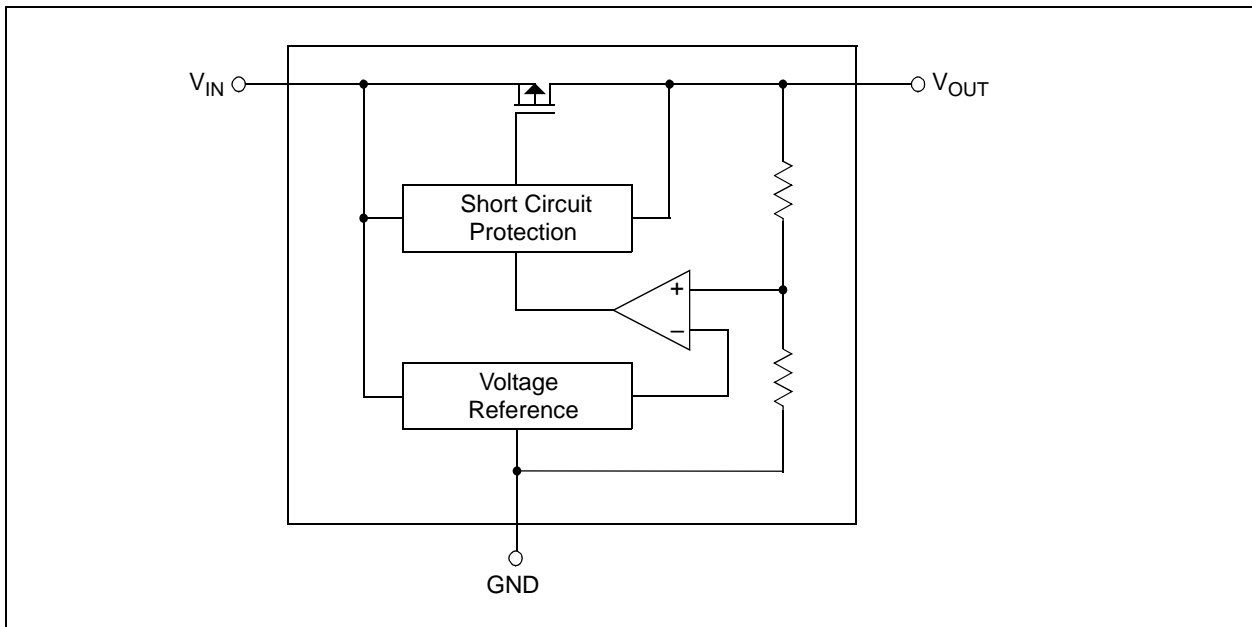 V_IN
V_OUT
Short Circuit
Protection
+
–
Voltage
Reference
GND